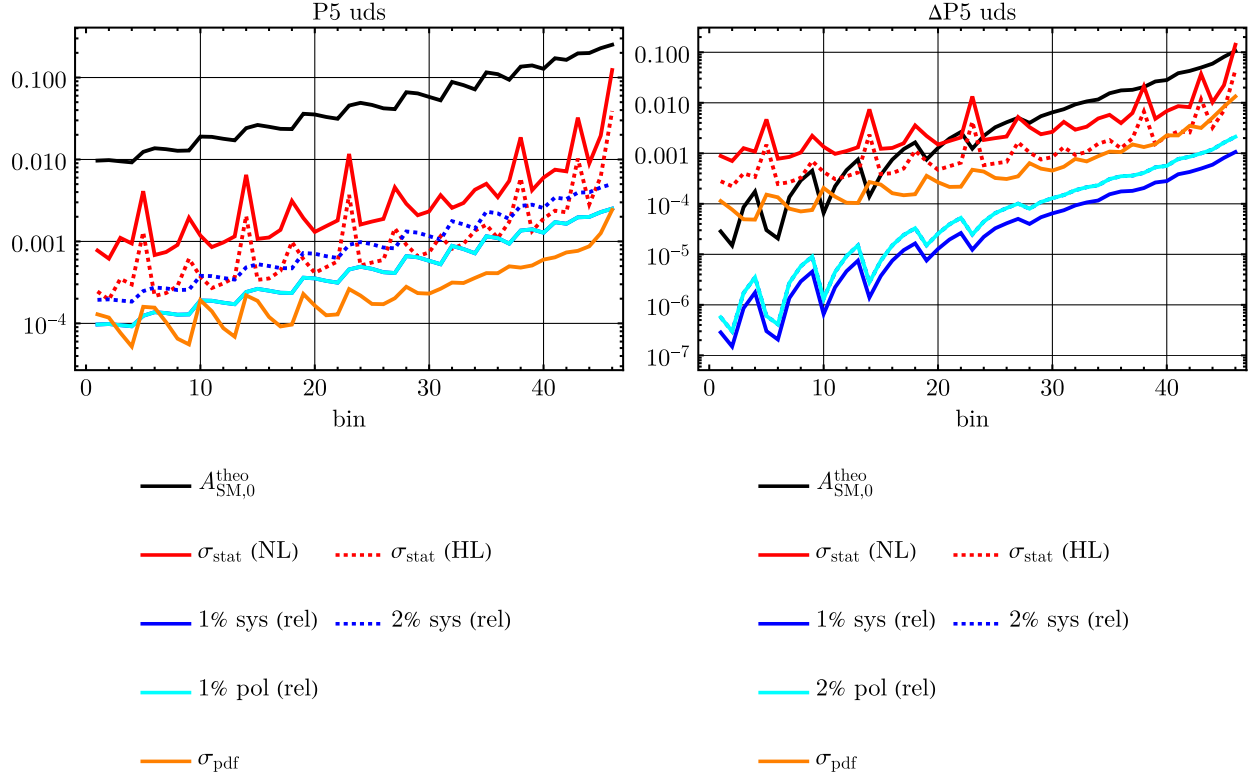 P5 uds
ΔP5 uds
0.100
0.010
0.001
10⁻⁴
0 10 20 30 40
bin
0.100
0.010
0.001
10⁻⁴
10⁻⁵
10⁻⁶
10⁻⁷
0 10 20 30 40
bin
A^theo_SM,0
σ_stat (NL) σ_stat (HL)
1% sys (rel) 2% sys (rel)
1% pol (rel)
σ_pdf
A^theo_SM,0
σ_stat (NL) σ_stat (HL)
1% sys (rel) 2% sys (rel)
2% pol (rel)
σ_pdf